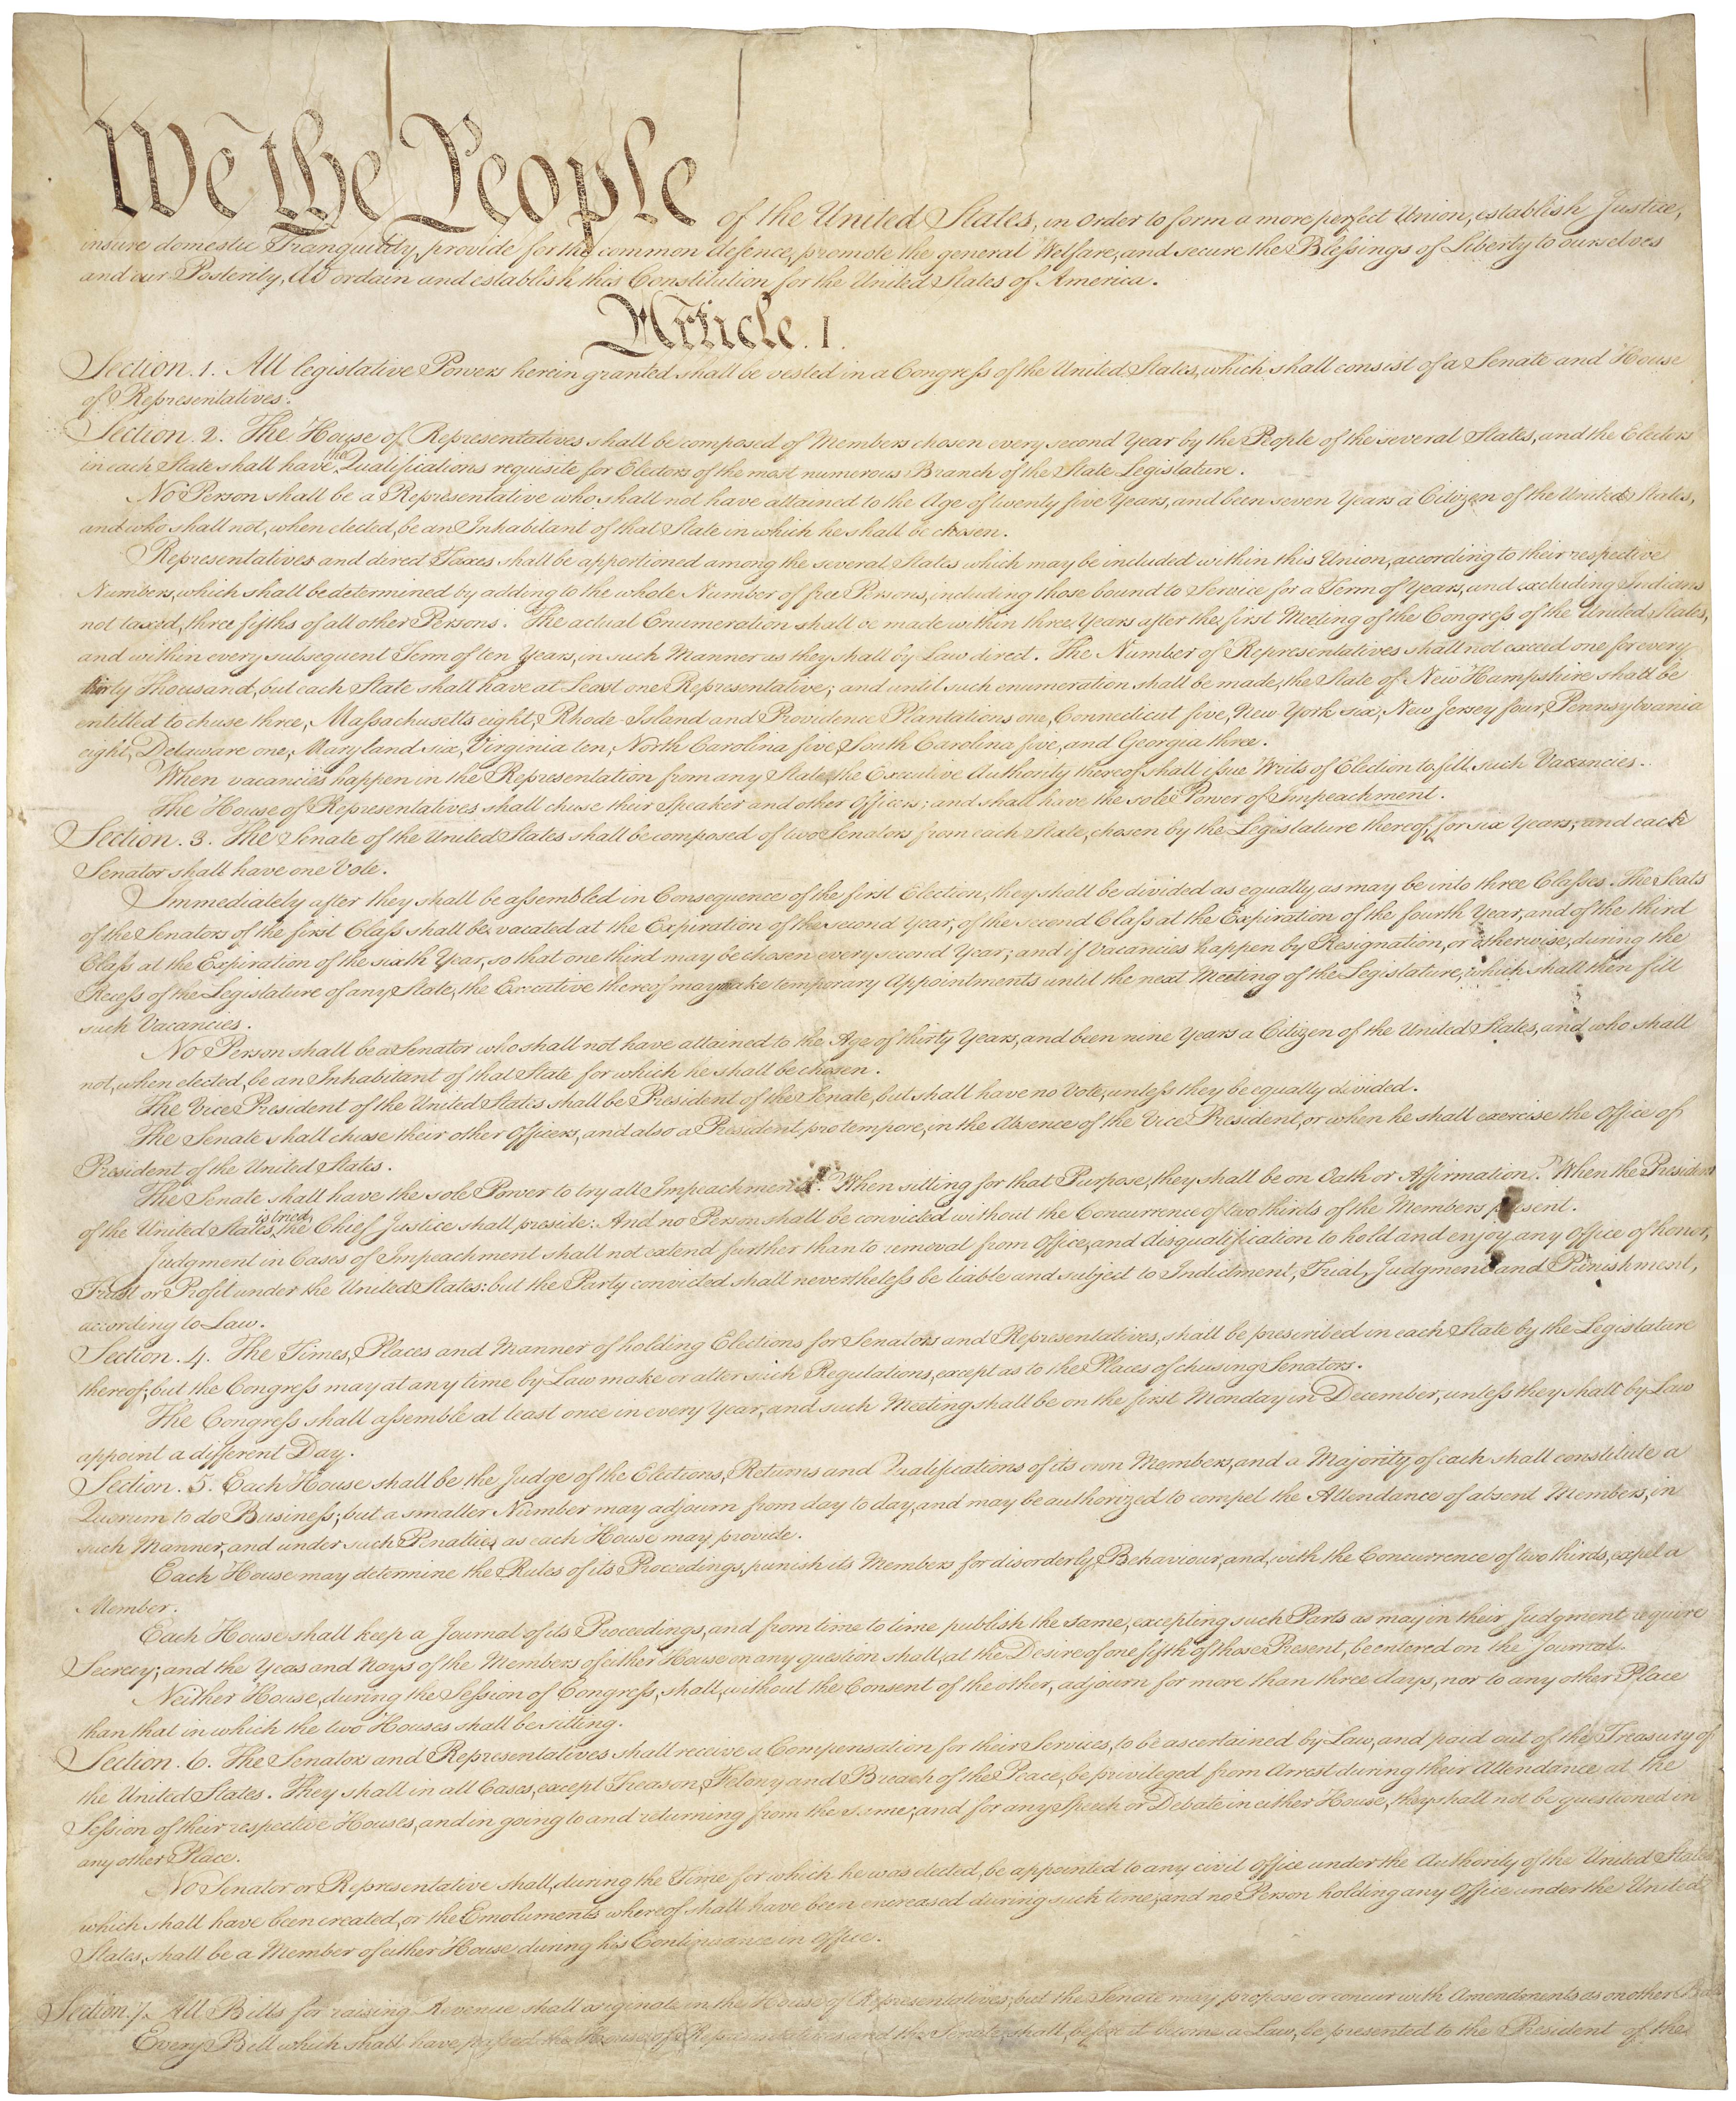 We the People of the United States, in Order to form a more perfect Union, establish Justice,
insure domestic Tranquility, provide for the common defence, promote the general Welfare, and secure the Blessings of Liberty to ourselves
and our Posterity, do ordain and establish this Constitution for the United States of America.
Article. I.
Section. 1. All legislative Powers herein granted shall be vested in a Congress of the United States, which shall consist of a Senate and House
of Representatives.
Section. 2. The House of Representatives shall be composed of Members chosen every second Year by the People of the several States, and the Electors
in each State shall have the Qualifications requisite for Electors of the most numerous Branch of the State Legislature.
No Person shall be a Representative who shall not have attained to the Age of twenty five Years, and been seven Years a Citizen of the United States,
and who shall not, when elected, be an Inhabitant of that State in which he shall be chosen.
Representatives and direct Taxes shall be apportioned among the several States which may be included within this Union, according to their respective
Numbers, which shall be determined by adding to the whole Number of free Persons, including those bound to Service for a Term of Years, and excluding Indians
not taxed, three fifths of all other Persons. The actual Enumeration shall be made within three Years after the first Meeting of the Congress of the United States,
and within every subsequent Term of ten Years, in such Manner as they shall by Law direct. The Number of Representatives shall not exceed one for every
thirty Thousand, but each State shall have at Least one Representative; and until such enumeration shall be made, the State of New Hampshire shall be
entitled to chuse three, Massachusetts eight, Rhode-Island and Providence Plantations one, Connecticut five, New-York six, New Jersey four, Pennsylvania
eight, Delaware one, Maryland six, Virginia ten, North Carolina five, South Carolina five, and Georgia three.
When vacancies happen in the Representation from any State, the Executive Authority thereof shall issue Writs of Election to fill such Vacancies.
The House of Representatives shall chuse their Speaker and other Officers; and shall have the sole Power of Impeachment.
Section. 3. The Senate of the United States shall be composed of two Senators from each State, chosen by the Legislature thereof, for six Years; and each
Senator shall have one Vote.
Immediately after they shall be assembled in Consequence of the first Election, they shall be divided as equally as may be into three Classes. The Seats
of the Senators of the first Class shall be vacated at the Expiration of the second Year, of the second Class at the Expiration of the fourth Year, and of the third
Class at the Expiration of the sixth Year, so that one third may be chosen every second Year; and if Vacancies happen by Resignation, or otherwise, during the
Recess of the Legislature of any State, the Executive thereof may make temporary Appointments until the next Meeting of the Legislature, which shall then fill
such Vacancies.
No Person shall be a Senator who shall not have attained to the Age of thirty Years, and been nine Years a Citizen of the United States, and who shall
not, when elected, be an Inhabitant of that State for which he shall be chosen.
The Vice President of the United States shall be President of the Senate, but shall have no Vote, unless they be equally divided.
The Senate shall chuse their other Officers, and also a President pro tempore, in the Absence of the Vice President, or when he shall exercise the Office of
President of the United States.
The Senate shall have the sole Power to try all Impeachments. When sitting for that Purpose, they shall be on Oath or Affirmation. When the President
of the United States is tried, the Chief Justice shall preside: And no Person shall be convicted without the Concurrence of two thirds of the Members present.
Judgment in Cases of Impeachment shall not extend further than to removal from Office, and disqualification to hold and enjoy any Office of honor,
Trust or Profit under the United States: but the Party convicted shall nevertheless be liable and subject to Indictment, Trial, Judgment and Punishment,
according to Law.
Section. 4. The Times, Places and Manner of holding Elections for Senators and Representatives, shall be prescribed in each State by the Legislature
thereof; but the Congress may at any time by Law make or alter such Regulations, except as to the Places of chusing Senators.
The Congress shall assemble at least once in every Year, and such Meeting shall be on the first Monday in December, unless they shall by Law
appoint a different Day.
Section. 5. Each House shall be the Judge of the Elections, Returns and Qualifications of its own Members, and a Majority of each shall constitute a
Quorum to do Business; but a smaller Number may adjourn from day to day, and may be authorized to compel the Attendance of absent Members, in
such Manner, and under such Penalties as each House may provide.
Each House may determine the Rules of its Proceedings, punish its Members for disorderly Behaviour, and, with the Concurrence of two thirds, expel a
Member.
Each House shall keep a Journal of its Proceedings, and from time to time publish the same, excepting such Parts as may in their Judgment require
Secrecy; and the Yeas and Nays of the Members of either House on any question shall, at the Desire of one fifth of those Present, be entered on the Journal.
Neither House, during the Session of Congress, shall, without the Consent of the other, adjourn for more than three days, nor to any other Place
than that in which the two Houses shall be sitting.
Section. 6. The Senators and Representatives shall receive a Compensation for their Services, to be ascertained by Law, and paid out of the Treasury of
the United States. They shall in all Cases, except Treason, Felony and Breach of the Peace, be privileged from Arrest during their Attendance at the
Session of their respective Houses, and in going to and returning from the same; and for any Speech or Debate in either House, they shall not be questioned in
any other Place.
No Senator or Representative shall, during the Time for which he was elected, be appointed to any civil Office under the Authority of the United States,
which shall have been created, or the Emoluments whereof shall have been encreased during such time; and no Person holding any Office under the United
States, shall be a Member of either House during his Continuance in Office.
Section. 7. All Bills for raising Revenue shall originate in the House of Representatives; but the Senate may propose or concur with Amendments as on other Bills.
Every Bill which shall have passed the House of Representatives and the Senate, shall, before it become a Law, be presented to the President of the